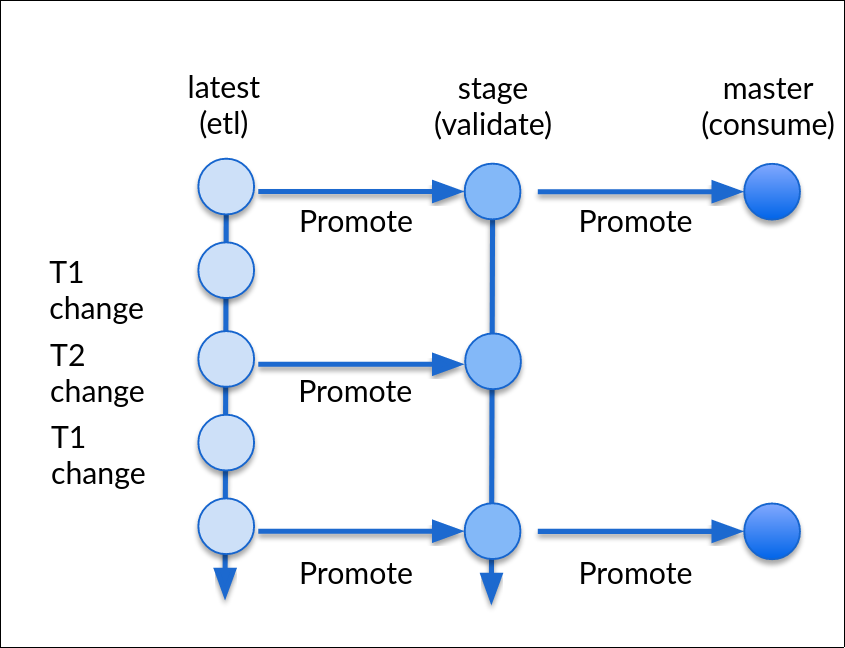 latest
(etl)
stage
(validate)
master
(consume)
Promote
Promote
T1
change
T2
change
Promote
T1
change
Promote
Promote